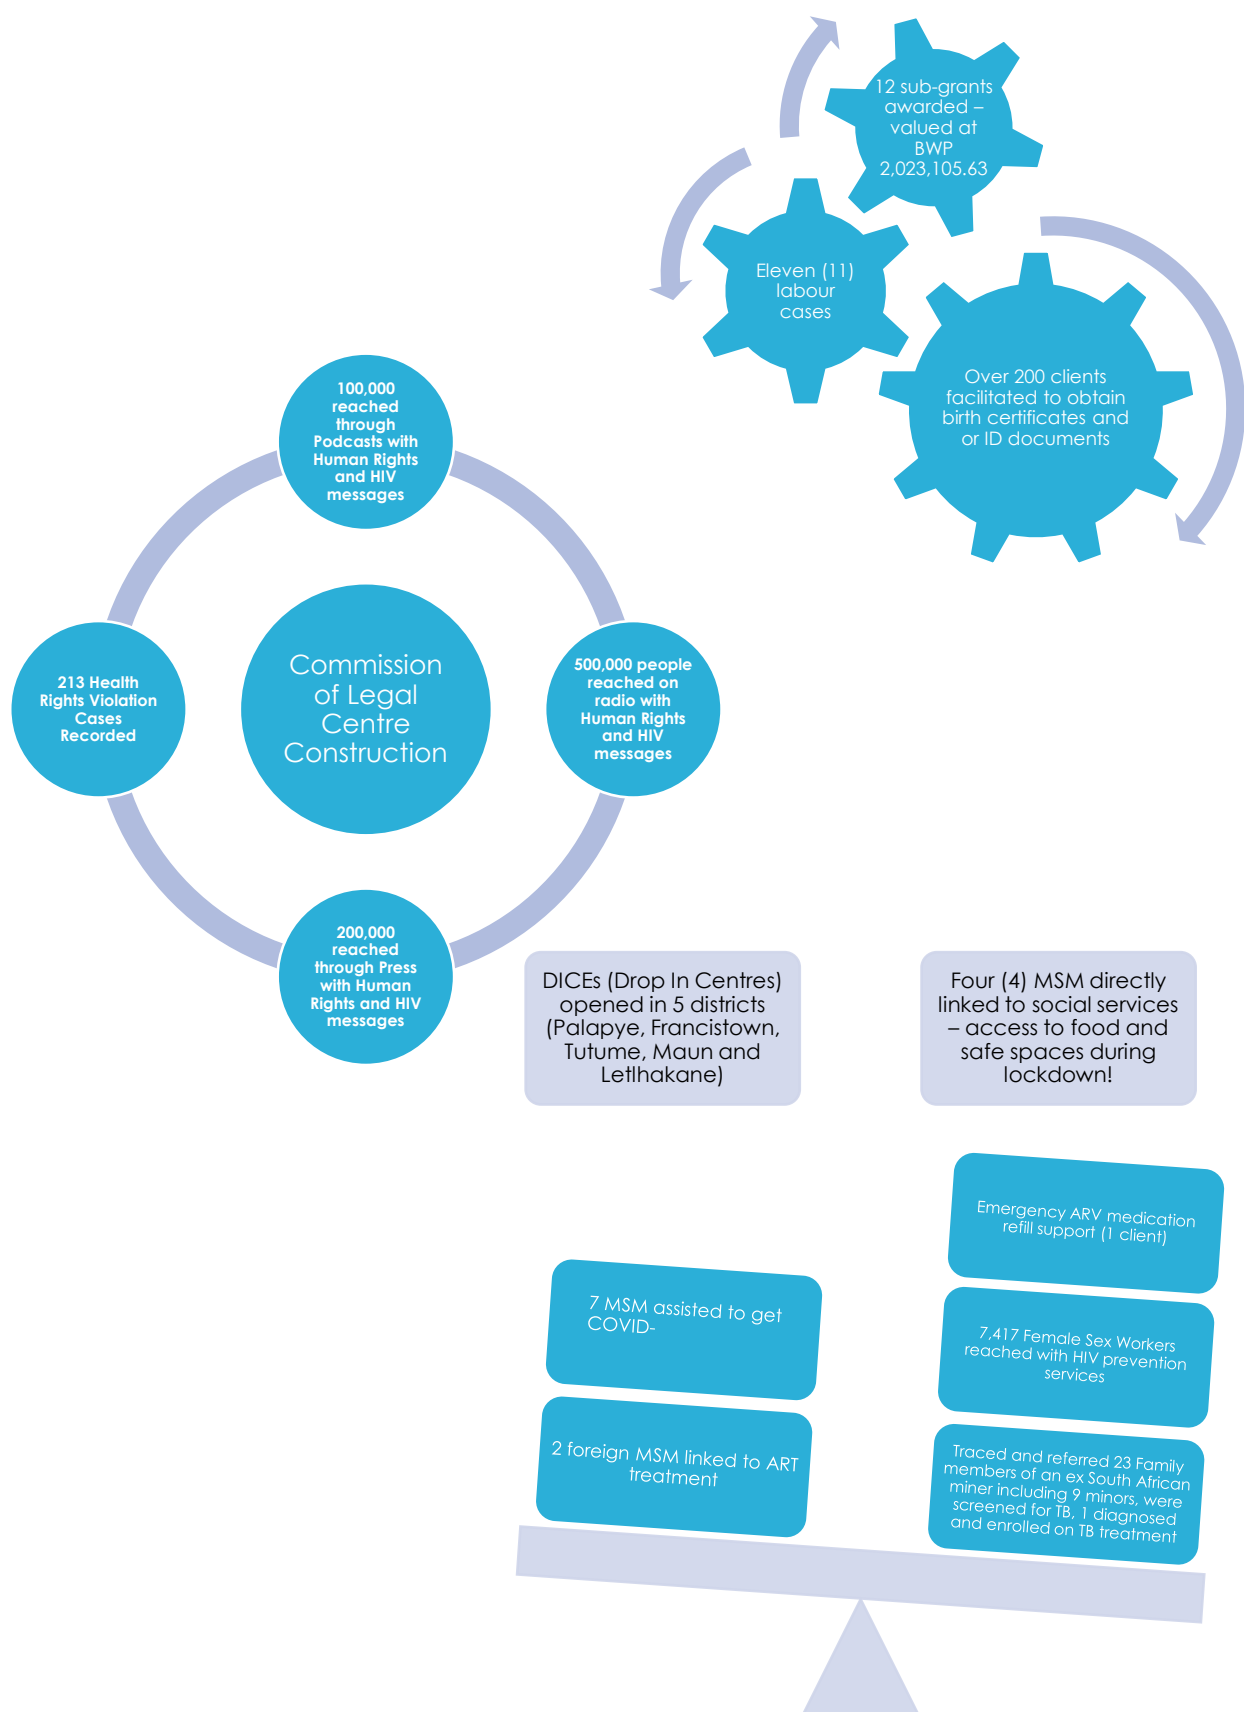 12 sub-grants
awarded –
valued at
BWP
2,023,105.63
Eleven (11)
labour
cases
Over 200 clients
facilitated to obtain
birth certificates and
or ID documents
100,000
reached
through
Podcasts with
Human Rights
and HIV
messages
Commission
of Legal
Centre
Construction
213 Health
Rights Violation
Cases
Recorded
500,000 people
reached on
radio with
Human Rights
and HIV
messages
200,000
reached
through Press
with Human
Rights and HIV
messages
DICEs (Drop In Centres)
opened in 5 districts
(Palapye, Francistown,
Tutume, Maun and
Letlhakane)
Four (4) MSM directly
linked to social services
– access to food and
safe spaces during
lockdown!
7 MSM assisted to get
COVID-
2 foreign MSM linked to ART
treatment
Emergency ARV medication
refill support (1 client)
7,417 Female Sex Workers
reached with HIV prevention
services
Traced and referred 23 Family
members of an ex South African
miner including 9 minors, were
screened for TB, 1 diagnosed
and enrolled on TB treatment